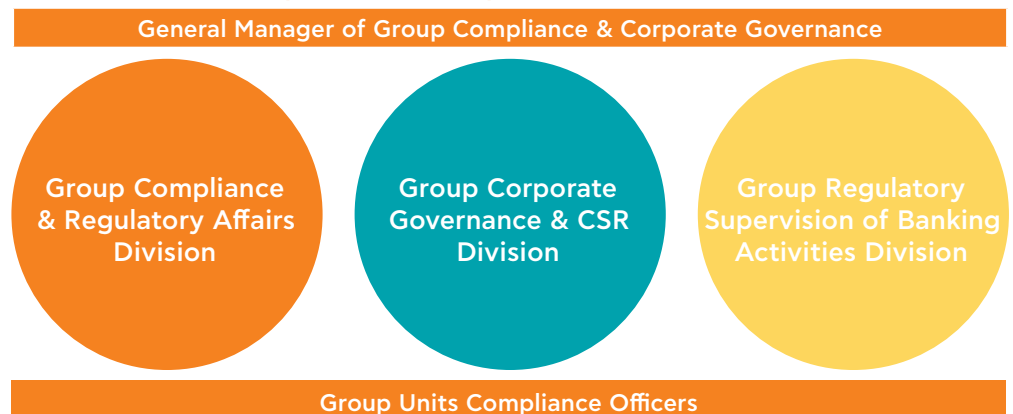 General Manager of Group Compliance & Corporate Governance
Group Compliance
& Regulatory Affairs
Division
Group Corporate
Governance & CSR
Division
Group Regulatory
Supervision of Banking
Activities Division
Group Units Compliance Officers